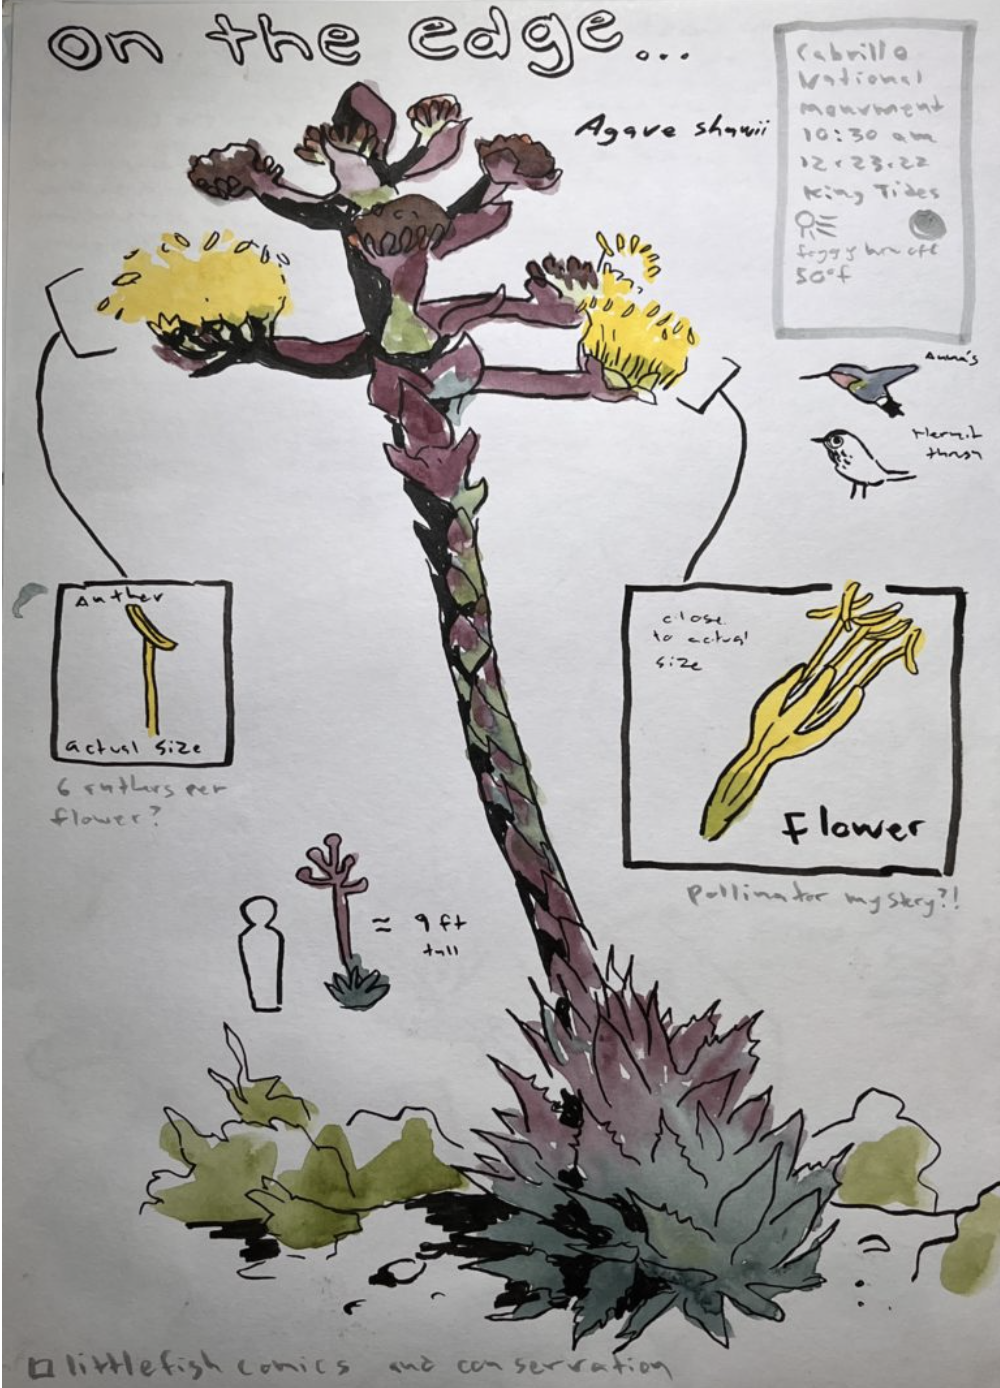 on the edge...
Agave shawii
Cabrillo
National
monument
10:30 am
12.23.22
King Tides
foggy burn off
50°f
Anna's
Hermit
thrush
Anther
actual size
6 anthers per
flower?
close
to actual
size
flower
Pollinator mystery?!
≈ 9 ft
tall
littlefish comics and conservation